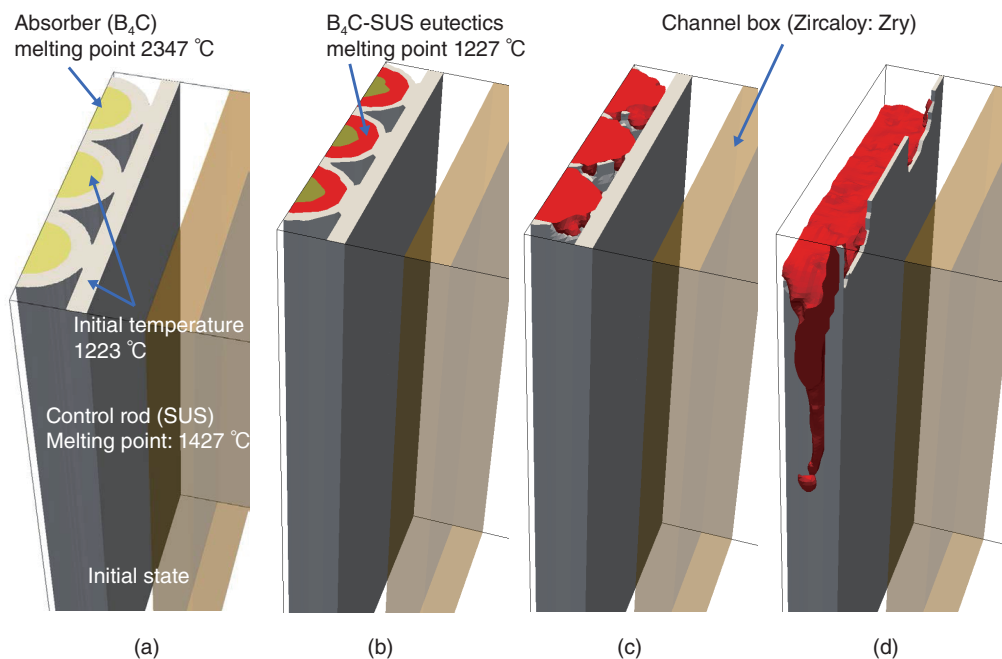 Absorber (B₄C)
melting point 2347 ℃
B₄C-SUS eutectics
melting point 1227 ℃
Channel box (Zircaloy: Zry)
Initial temperature
1223 ℃
Control rod (SUS)
Melting point: 1427 ℃
Initial state
(a)
(b)
(c)
(d)